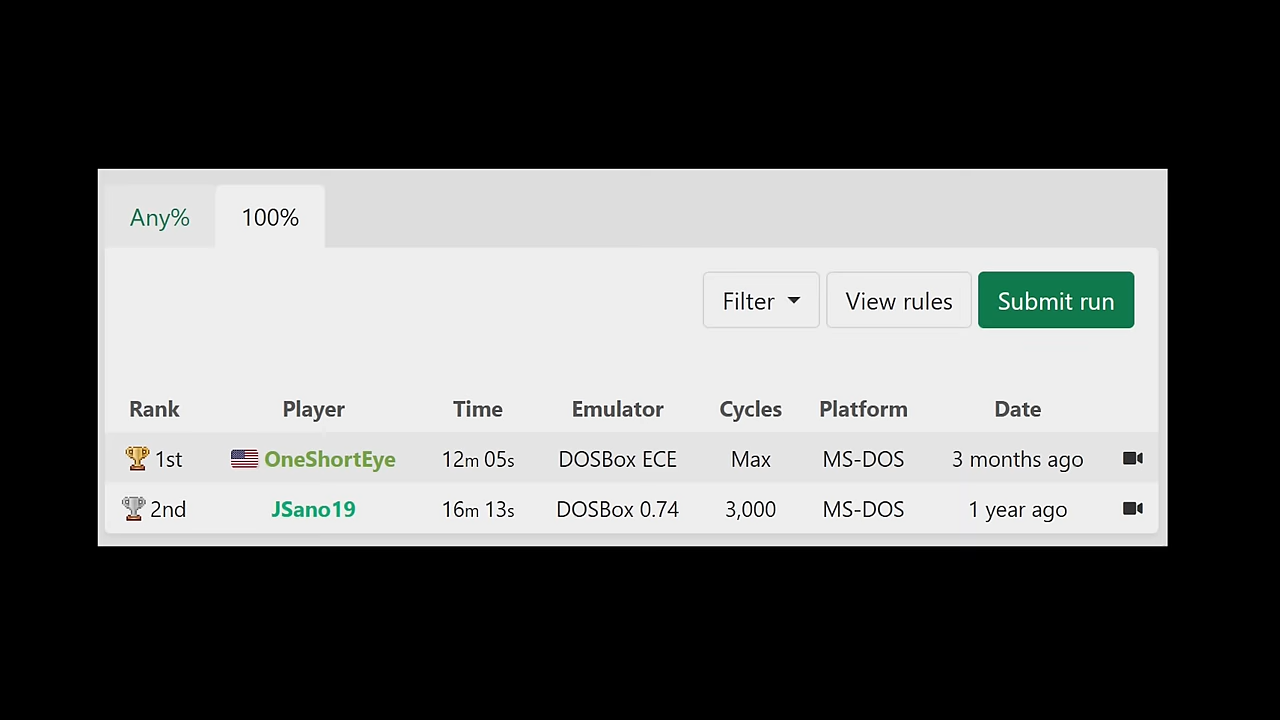 Any% 100%
Filter View rules Submit run
Rank Player Time Emulator Cycles Platform Date
1st OneShortEye 12m 05s DOSBox ECE Max MS-DOS 3 months ago
2nd JSano19 16m 13s DOSBox 0.74 3,000 MS-DOS 1 year ago